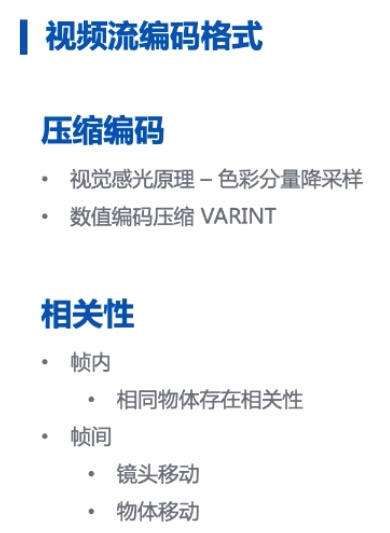 视频流编码格式
压缩编码
• 视觉感光原理 – 色彩分量降采样
• 数值编码压缩 VARINT
相关性
• 帧内
• 相同物体存在相关性
• 帧间
• 镜头移动
• 物体移动